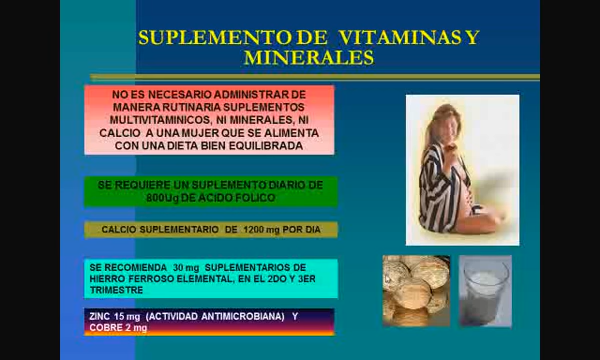 SUPLEMENTO DE VITAMINAS Y
MINERALES
NO ES NECESARIO ADMINISTRAR DE
MANERA RUTINARIA SUPLEMENTOS
MULTIVITAMINICOS, NI MINERALES, NI
CALCIO A UNA MUJER QUE SE ALIMENTA
CON UNA DIETA BIEN EQUILIBRADA
SE REQUIERE UN SUPLEMENTO DIARIO DE
800Ug DE ACIDO FOLICO
CALCIO SUPLEMENTARIO DE 1200 mg POR DIA
SE RECOMIENDA 30 mg SUPLEMENTARIOS DE
HIERRO FERROSO ELEMENTAL, EN EL 2DO Y 3ER
TRIMESTRE
ZINC 15 mg (ACTIVIDAD ANTIMICROBIANA) Y
COBRE 2 mg